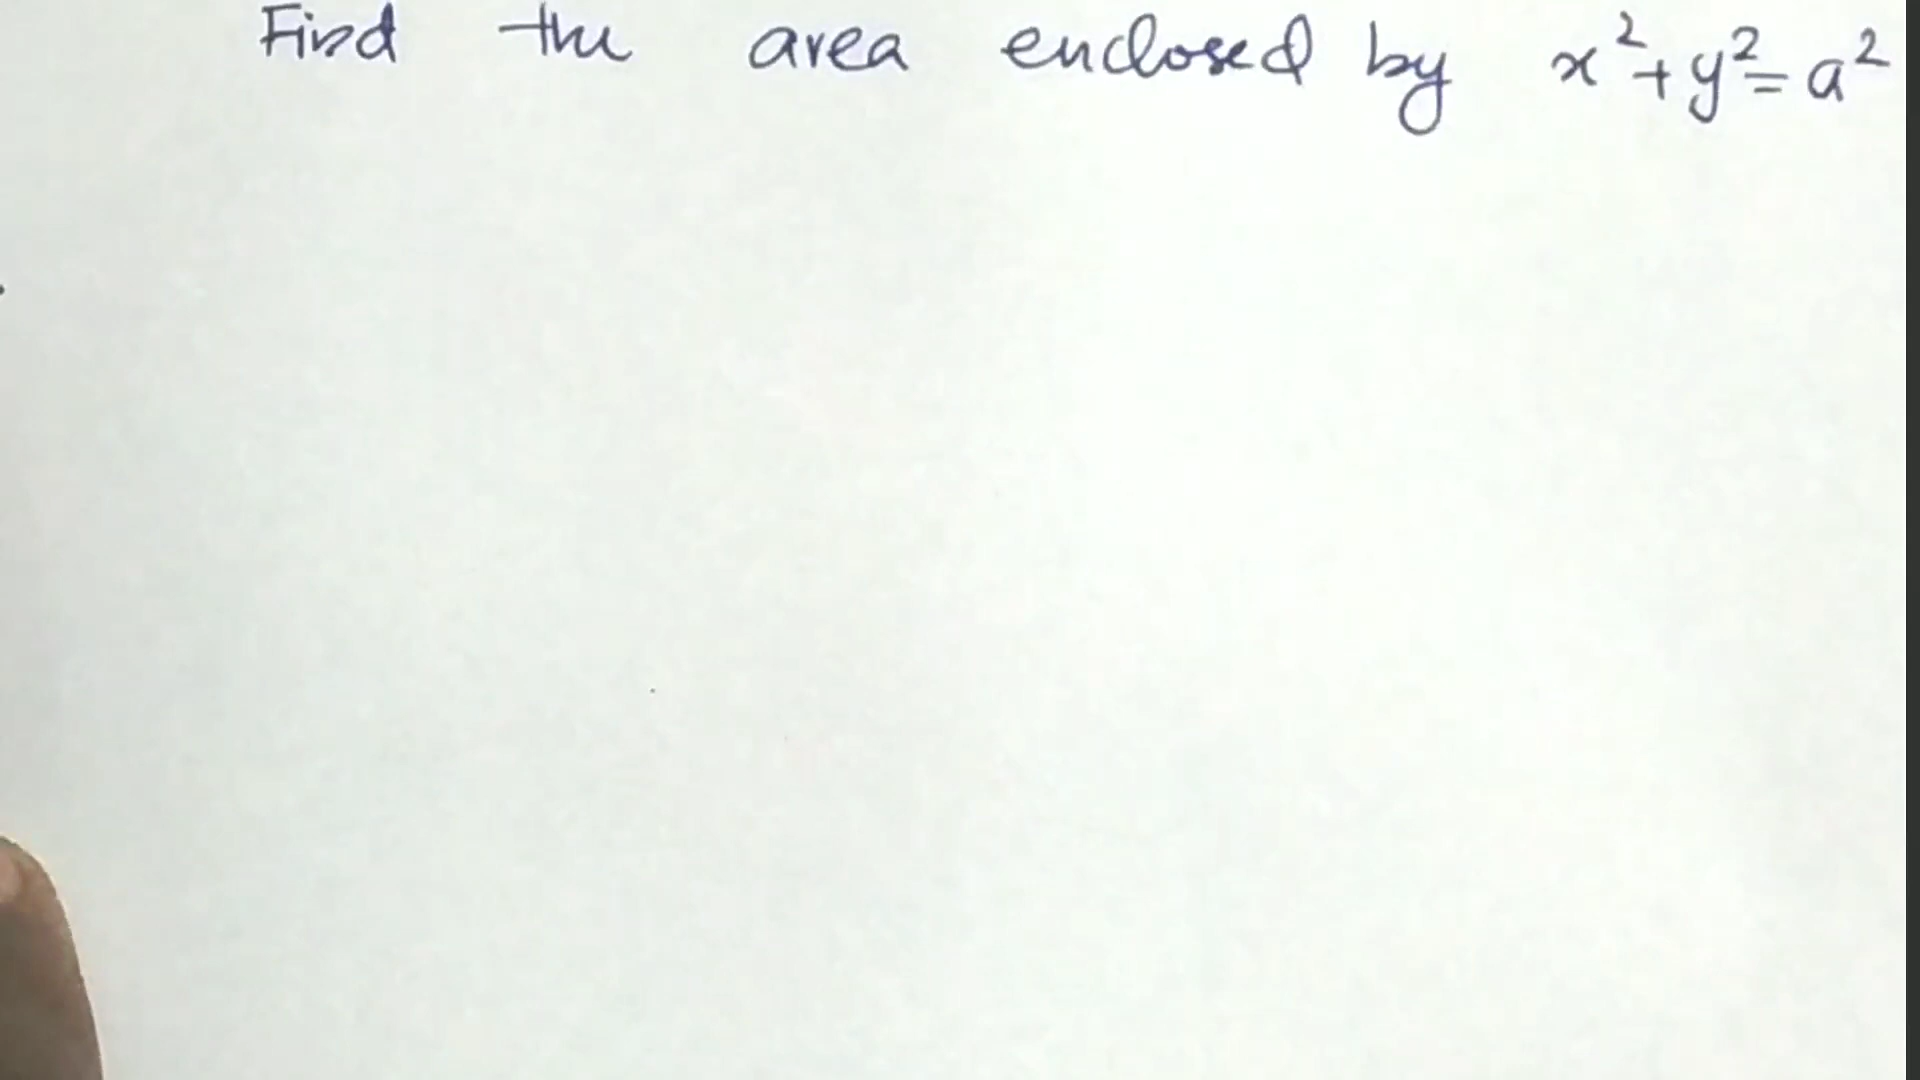 Find the area enclosed by x²+y²=a²